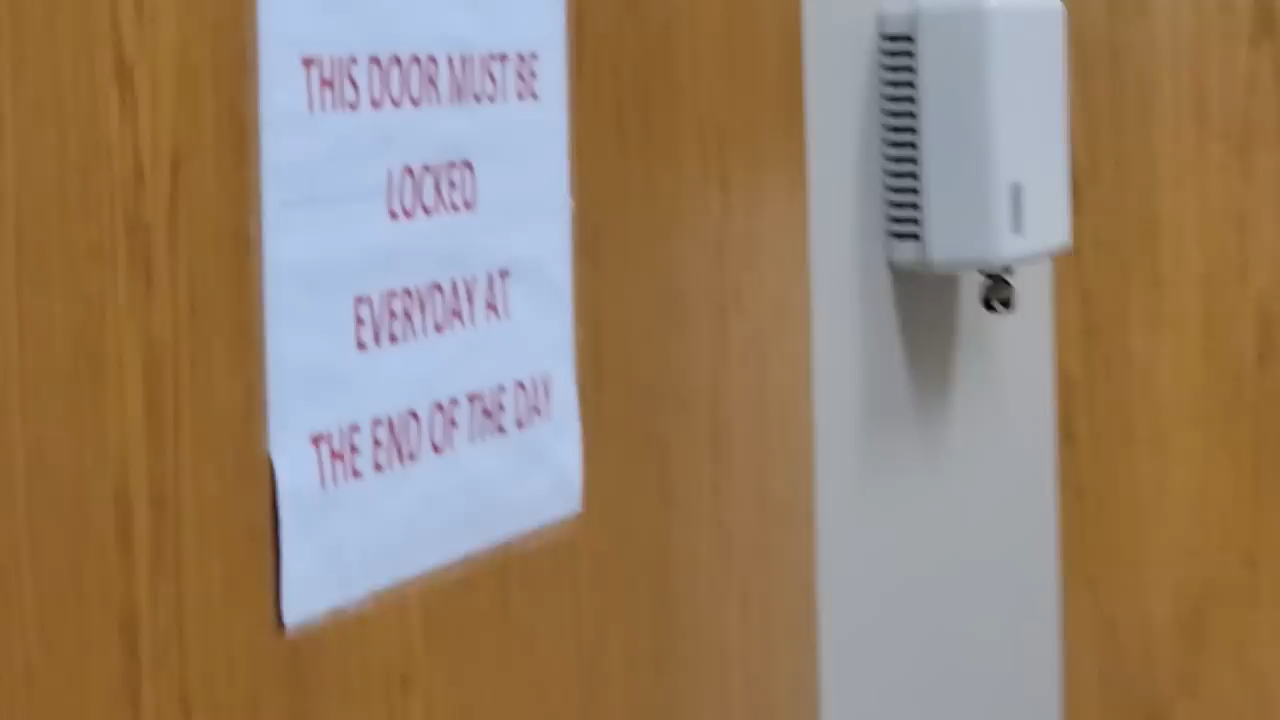 THIS DOOR MUST BE
LOCKED
EVERYDAY AT
THE END OF THE DAY